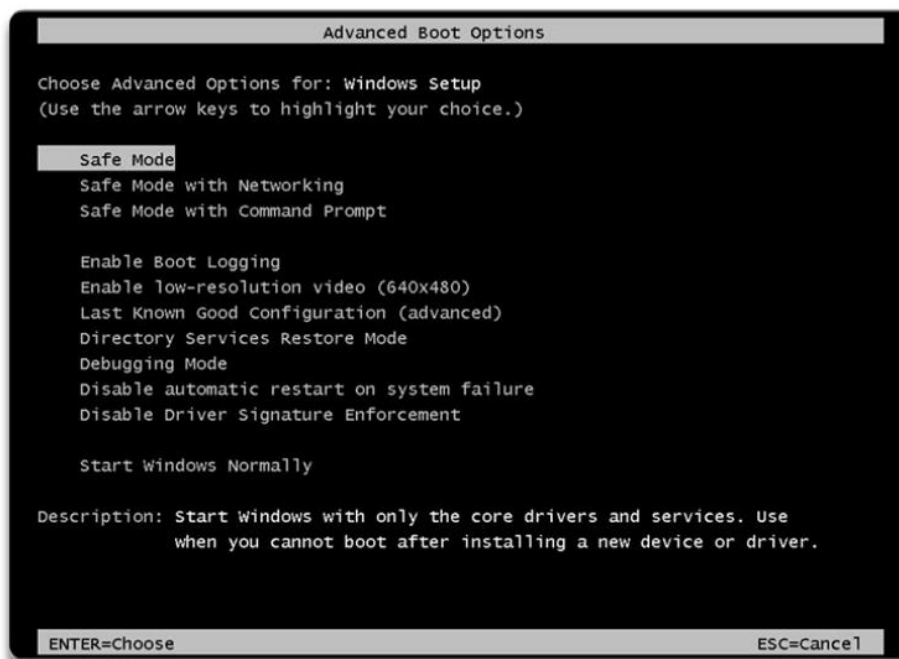 Advanced Boot Options
Choose Advanced Options for: Windows Setup
(Use the arrow keys to highlight your choice.)
Safe Mode
Safe Mode with Networking
Safe Mode with Command Prompt
Enable Boot Logging
Enable low-resolution video (640x480)
Last Known Good Configuration (advanced)
Directory Services Restore Mode
Debugging Mode
Disable automatic restart on system failure
Disable Driver Signature Enforcement
Start Windows Normally
Description: Start Windows with only the core drivers and services. Use
when you cannot boot after installing a new device or driver.
ENTER=Choose ESC=Cancel